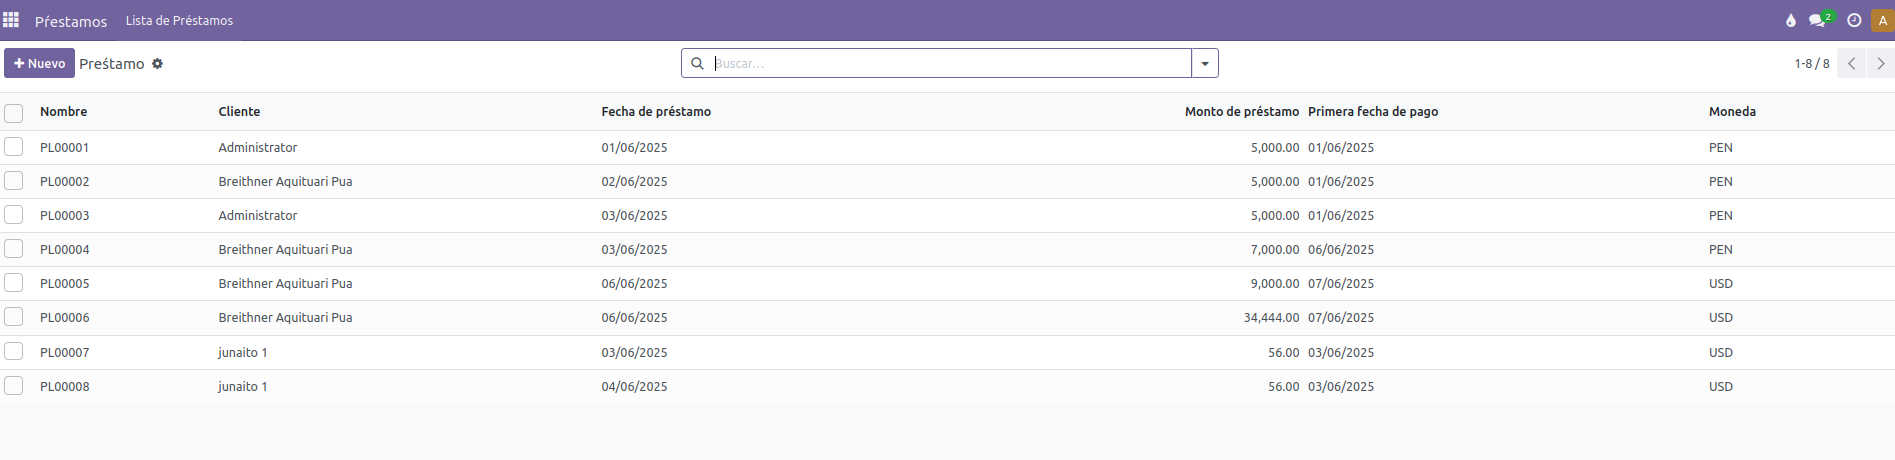 Pŕestamos Lista de Préstamos 2 A
Nuevo Preśtamo Buscar... 1-8 / 8
Nombre Cliente Fecha de préstamo Monto de préstamo Primera fecha de pago Moneda
PL00001 Administrator 01/06/2025 5,000.00 01/06/2025 PEN
PL00002 Breithner Aquituari Pua 02/06/2025 5,000.00 01/06/2025 PEN
PL00003 Administrator 03/06/2025 5,000.00 01/06/2025 PEN
PL00004 Breithner Aquituari Pua 03/06/2025 7,000.00 06/06/2025 PEN
PL00005 Breithner Aquituari Pua 06/06/2025 9,000.00 07/06/2025 USD
PL00006 Breithner Aquituari Pua 06/06/2025 34,444.00 07/06/2025 USD
PL00007 junaito 1 03/06/2025 56.00 03/06/2025 USD
PL00008 junaito 1 04/06/2025 56.00 03/06/2025 USD